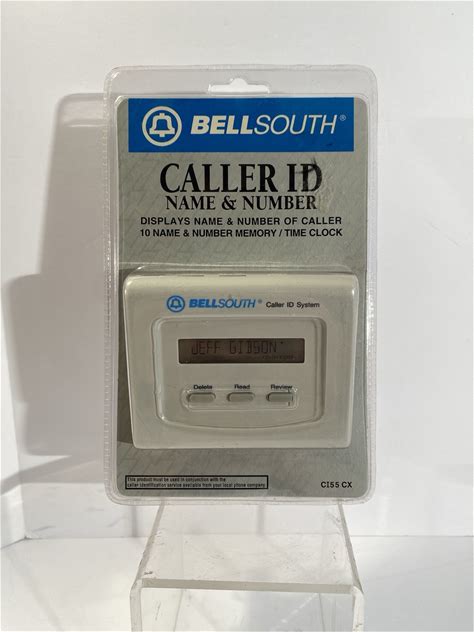 BELLSOUTH®
CALLER ID
NAME & NUMBER
DISPLAYS NAME & NUMBER OF CALLER
10 NAME & NUMBER MEMORY / TIME CLOCK
BELLSOUTH® Caller ID System
JEFF GIBSON
Delete Read Review
This product must be used in conjunction with the
caller identification service available from your local phone company.
CI55 CX